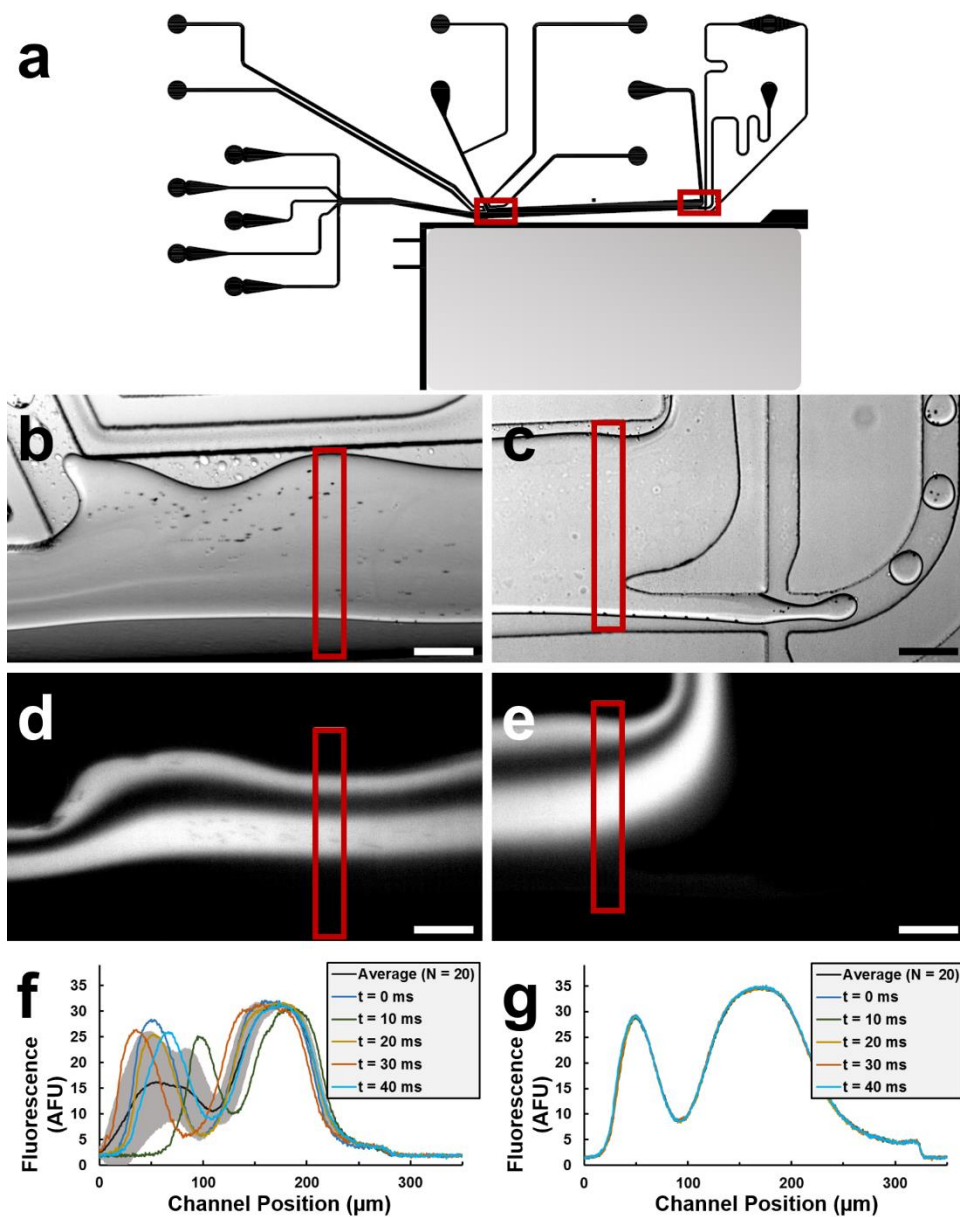 a
b
c
d
e
f
35
30
25
20
15
10
5
0
Fluorescence
(AFU)
0
100
200
300
Channel Position (µm)
Average (N = 20)
t = 0 ms
t = 10 ms
t = 20 ms
t = 30 ms
t = 40 ms
g
35
30
25
20
15
10
5
0
Fluorescence
(AFU)
0
100
200
300
Channel Position (µm)
Average (N = 20)
t = 0 ms
t = 10 ms
t = 20 ms
t = 30 ms
t = 40 ms